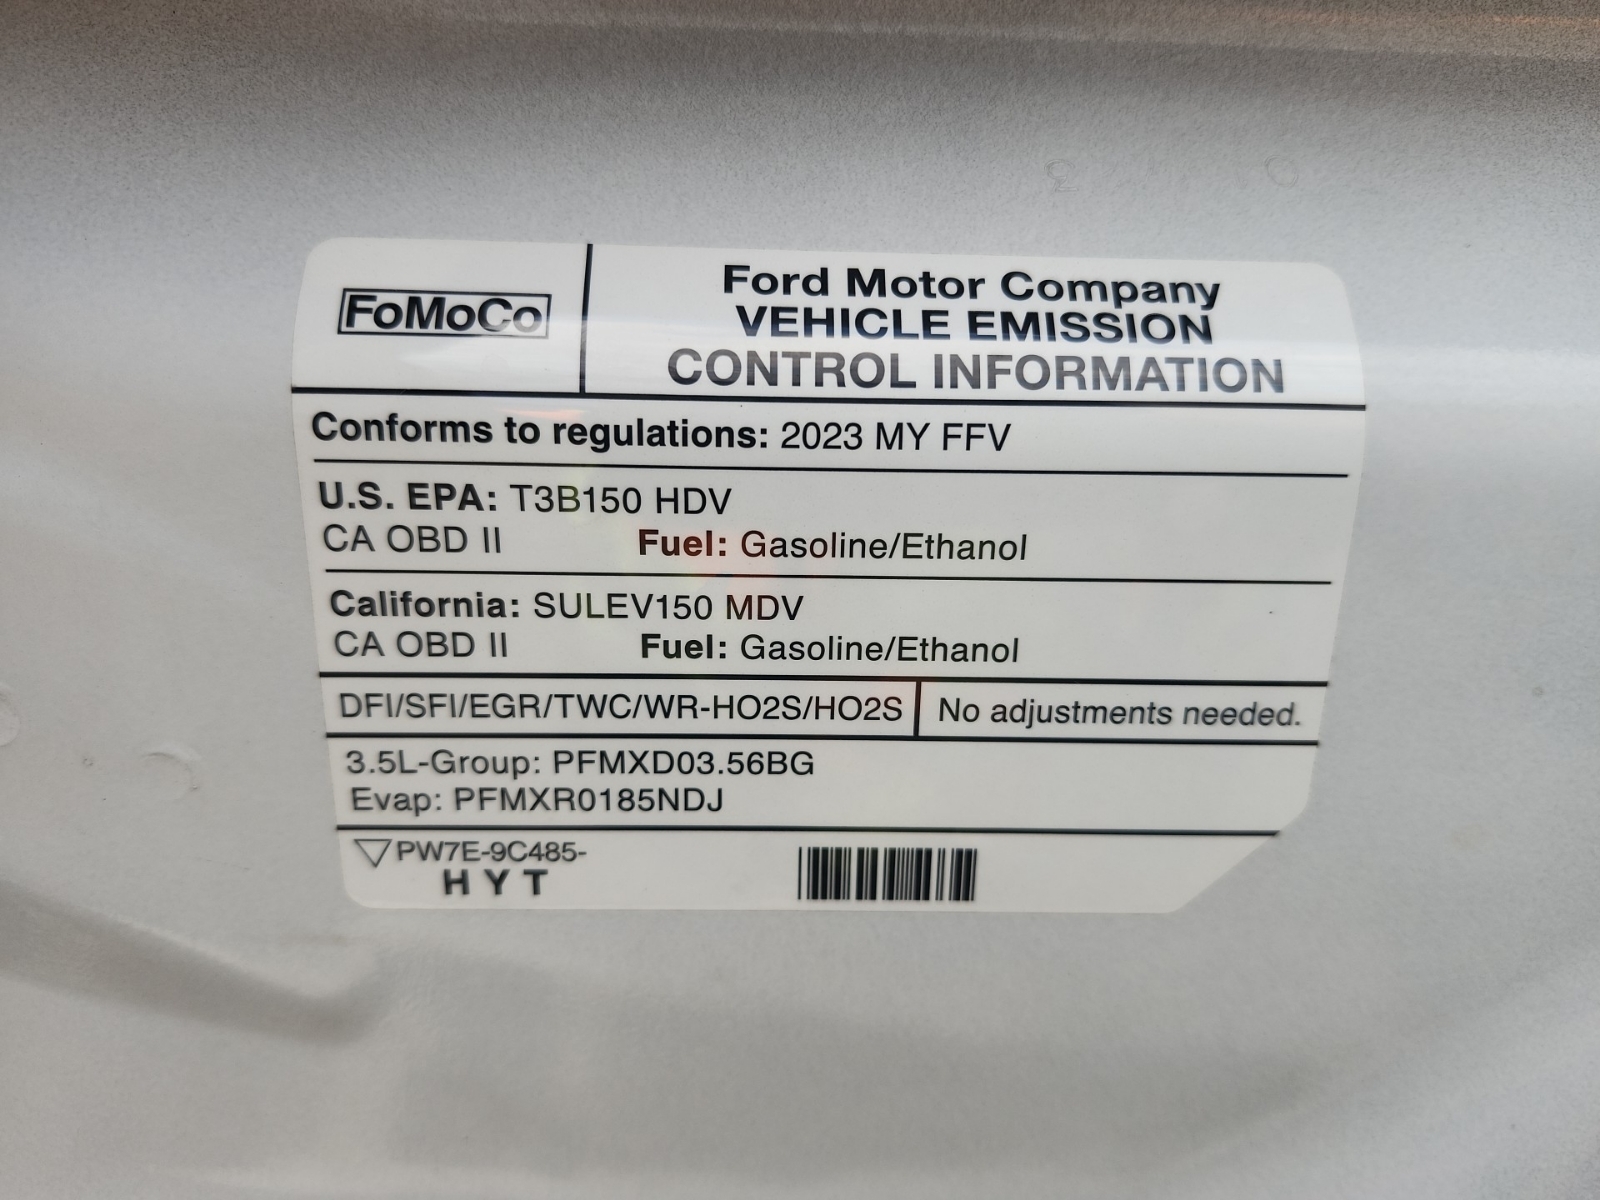 FoMoCo
Ford Motor Company
VEHICLE EMISSION
CONTROL INFORMATION
Conforms to regulations: 2023 MY FFV
U.S. EPA: T3B150 HDV
CA OBD II Fuel: Gasoline/Ethanol
California: SULEV150 MDV
CA OBD II Fuel: Gasoline/Ethanol
DFI/SFI/EGR/TWC/WR-HO2S/HO2S No adjustments needed.
3.5L-Group: PFMXD03.56BG
Evap: PFMXR0185NDJ
PW7E-9C485-
H Y T